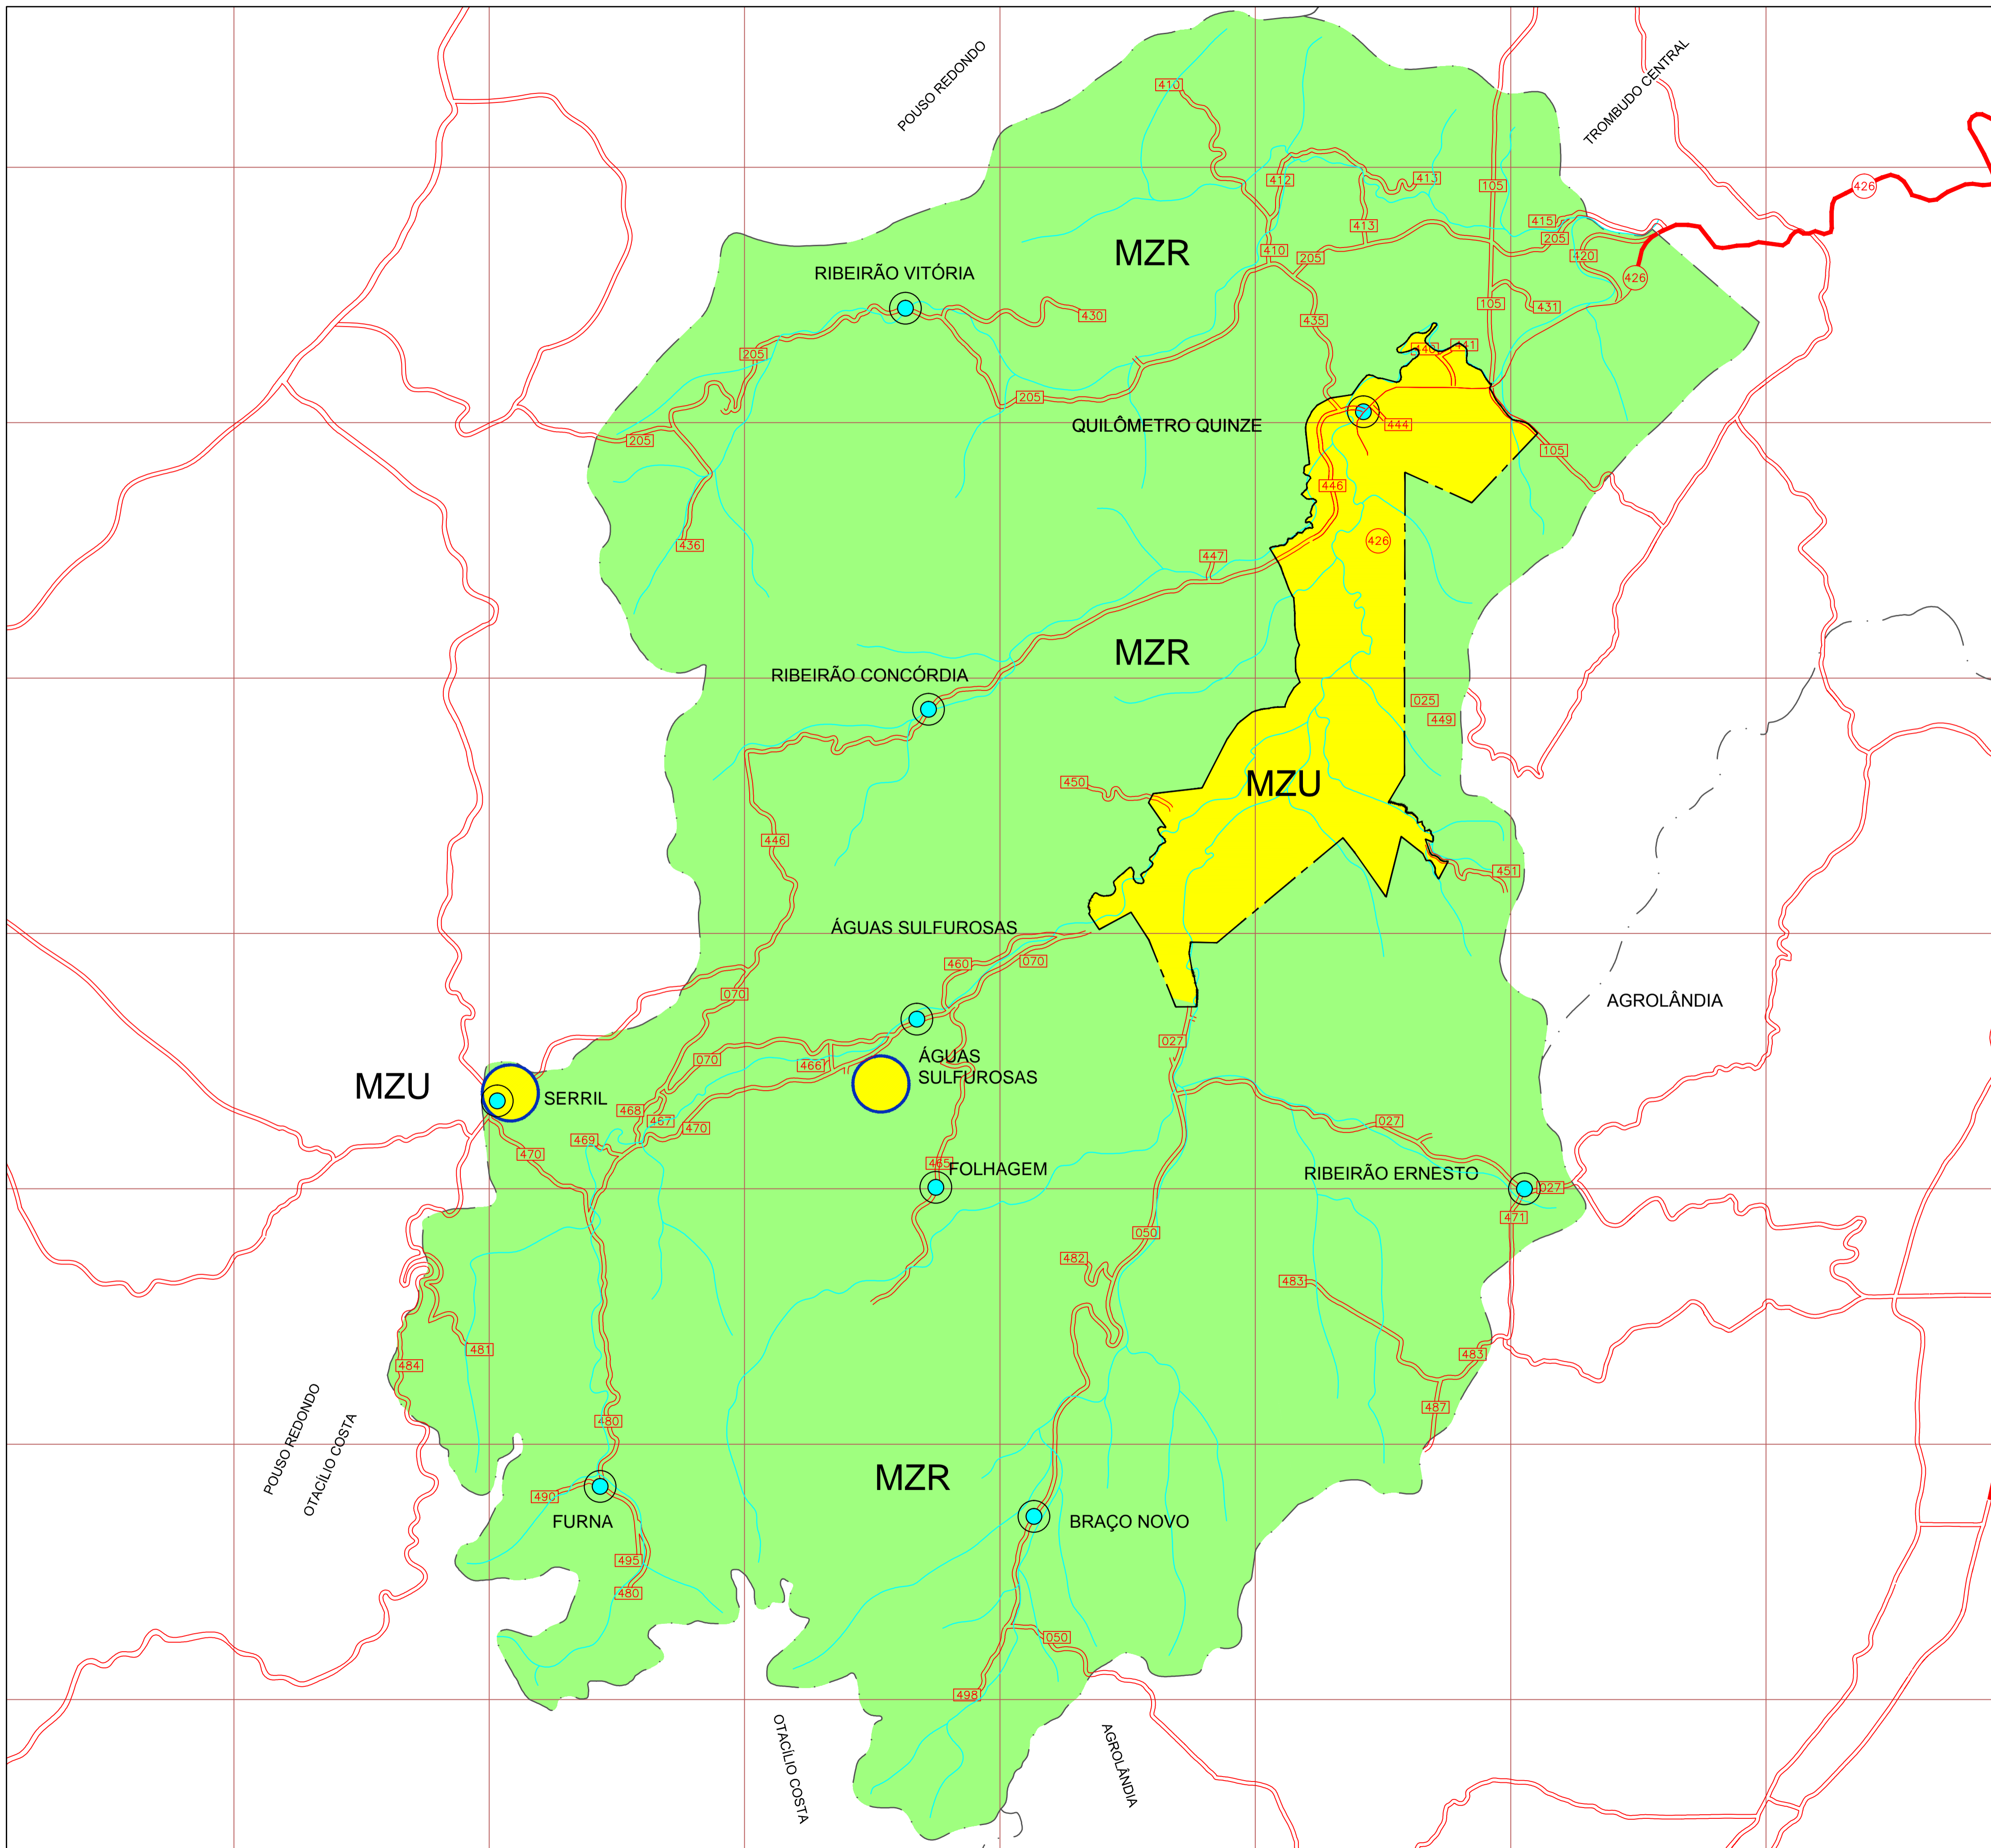 POUSO REDONDO
TROMBUDO CENTRAL
410
412
413
105
426
415
205
413
MZR
410
205
420
RIBEIRÃO VITÓRIA
426
105
431
430
435
205
441
205
QUILÔMETRO QUINZE
444
205
105
446
436
426
447
MZR
RIBEIRÃO CONCÓRDIA
025
449
450
MZU
446
451
ÁGUAS SULFUROSAS
460
070
070
AGROLÂNDIA
027
ÁGUAS
SULFUROSAS
070
466
MZU
SERRIL
468
467
470
027
469
470
465
FOLHAGEM
RIBEIRÃO ERNESTO
027
471
050
482
483
481
484
483
POUSO REDONDO
OTACÍLIO COSTA
487
480
MZR
490
FURNA
BRAÇO NOVO
495
480
050
498
OTACÍLIO COSTA
AGROLÂNDIA